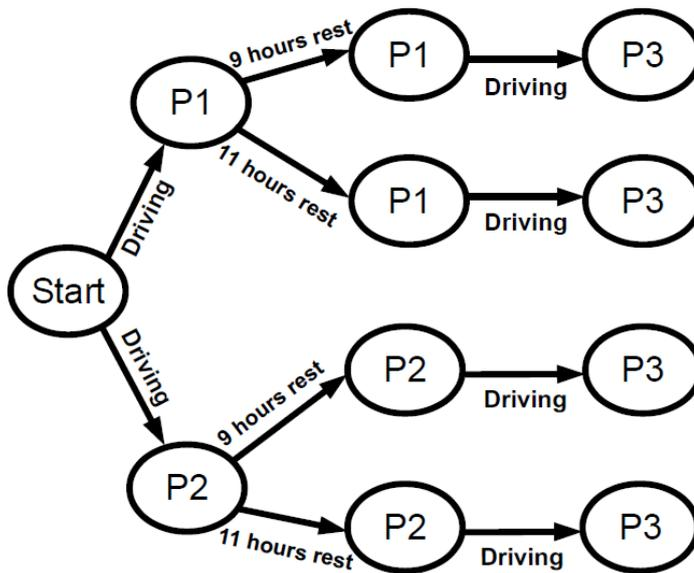 9 hours rest
P1
Driving
P3
P1
11 hours rest
P1
Driving
P3
Driving
Start
Driving
9 hours rest
P2
Driving
P3
P2
11 hours rest
P2
Driving
P3